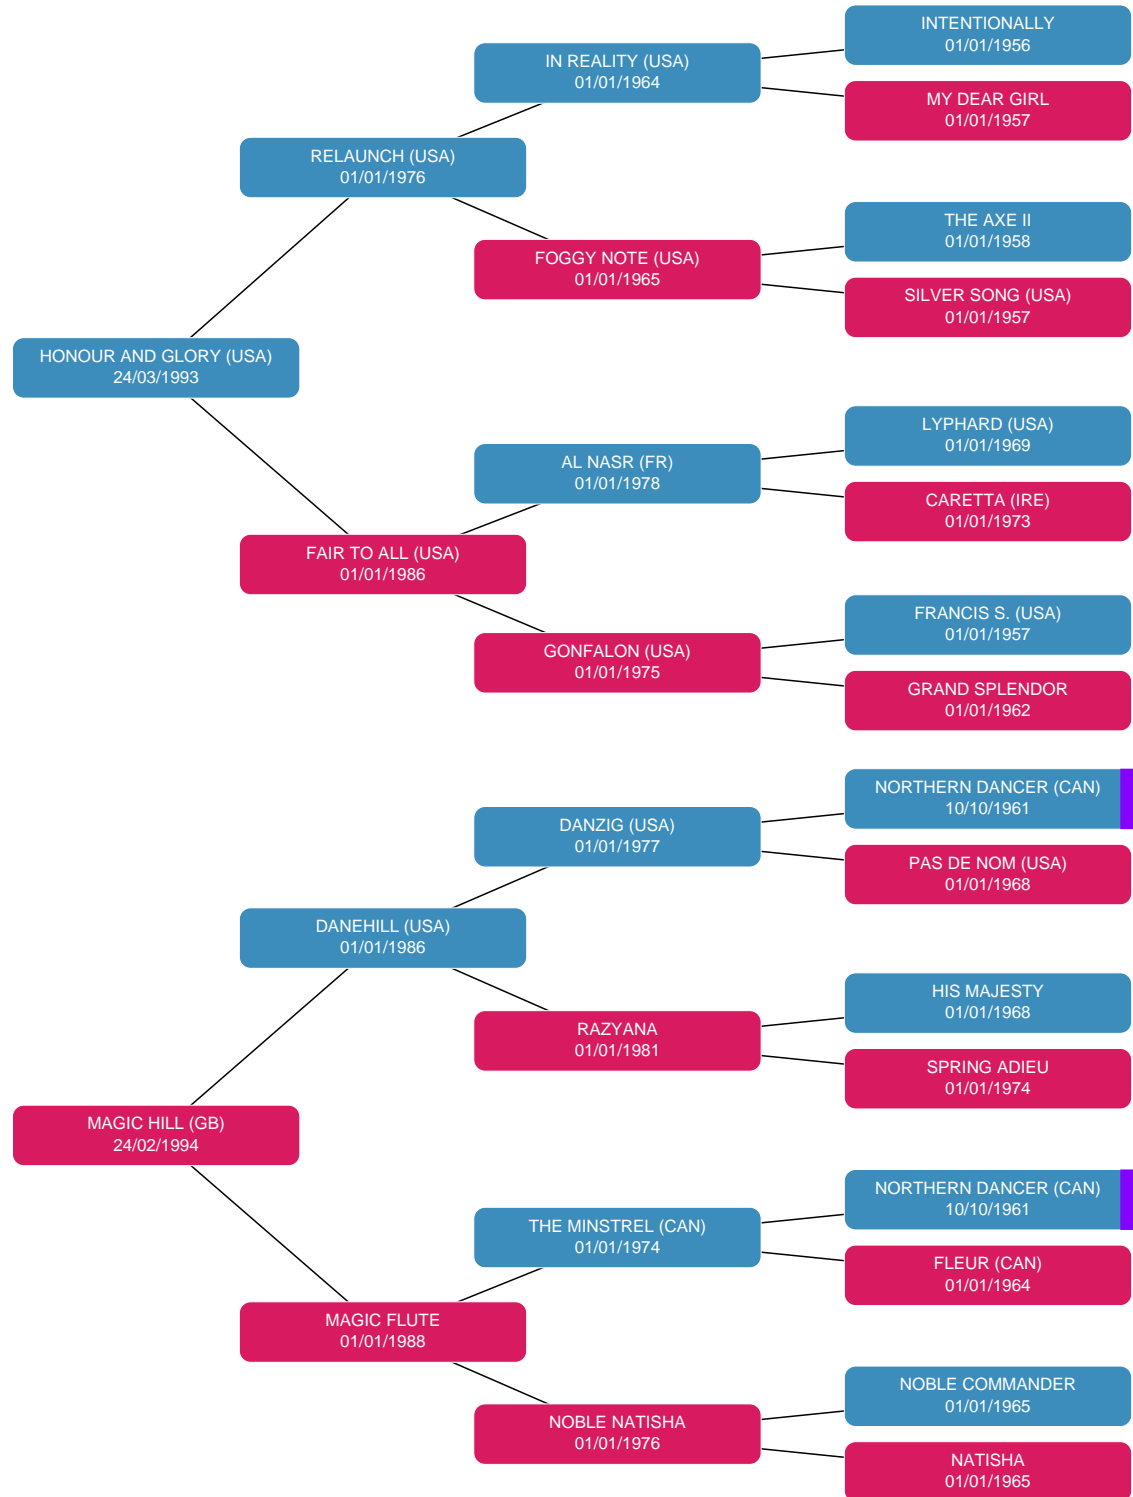 INTENTIONALLY
01/01/1956
IN REALITY (USA)
01/01/1964
MY DEAR GIRL
01/01/1957
RELAUNCH (USA)
01/01/1976
THE AXE II
01/01/1958
FOGGY NOTE (USA)
01/01/1965
SILVER SONG (USA)
01/01/1957
HONOUR AND GLORY (USA)
24/03/1993
LYPHARD (USA)
01/01/1969
AL NASR (FR)
01/01/1978
CARETTA (IRE)
01/01/1973
FAIR TO ALL (USA)
01/01/1986
FRANCIS S. (USA)
01/01/1957
GONFALON (USA)
01/01/1975
GRAND SPLENDOR
01/01/1962
NORTHERN DANCER (CAN)
10/10/1961
DANZIG (USA)
01/01/1977
PAS DE NOM (USA)
01/01/1968
DANEHILL (USA)
01/01/1986
HIS MAJESTY
01/01/1968
RAZYANA
01/01/1981
SPRING ADIEU
01/01/1974
MAGIC HILL (GB)
24/02/1994
NORTHERN DANCER (CAN)
10/10/1961
THE MINSTREL (CAN)
01/01/1974
FLEUR (CAN)
01/01/1964
MAGIC FLUTE
01/01/1988
NOBLE COMMANDER
01/01/1965
NOBLE NATISHA
01/01/1976
NATISHA
01/01/1965